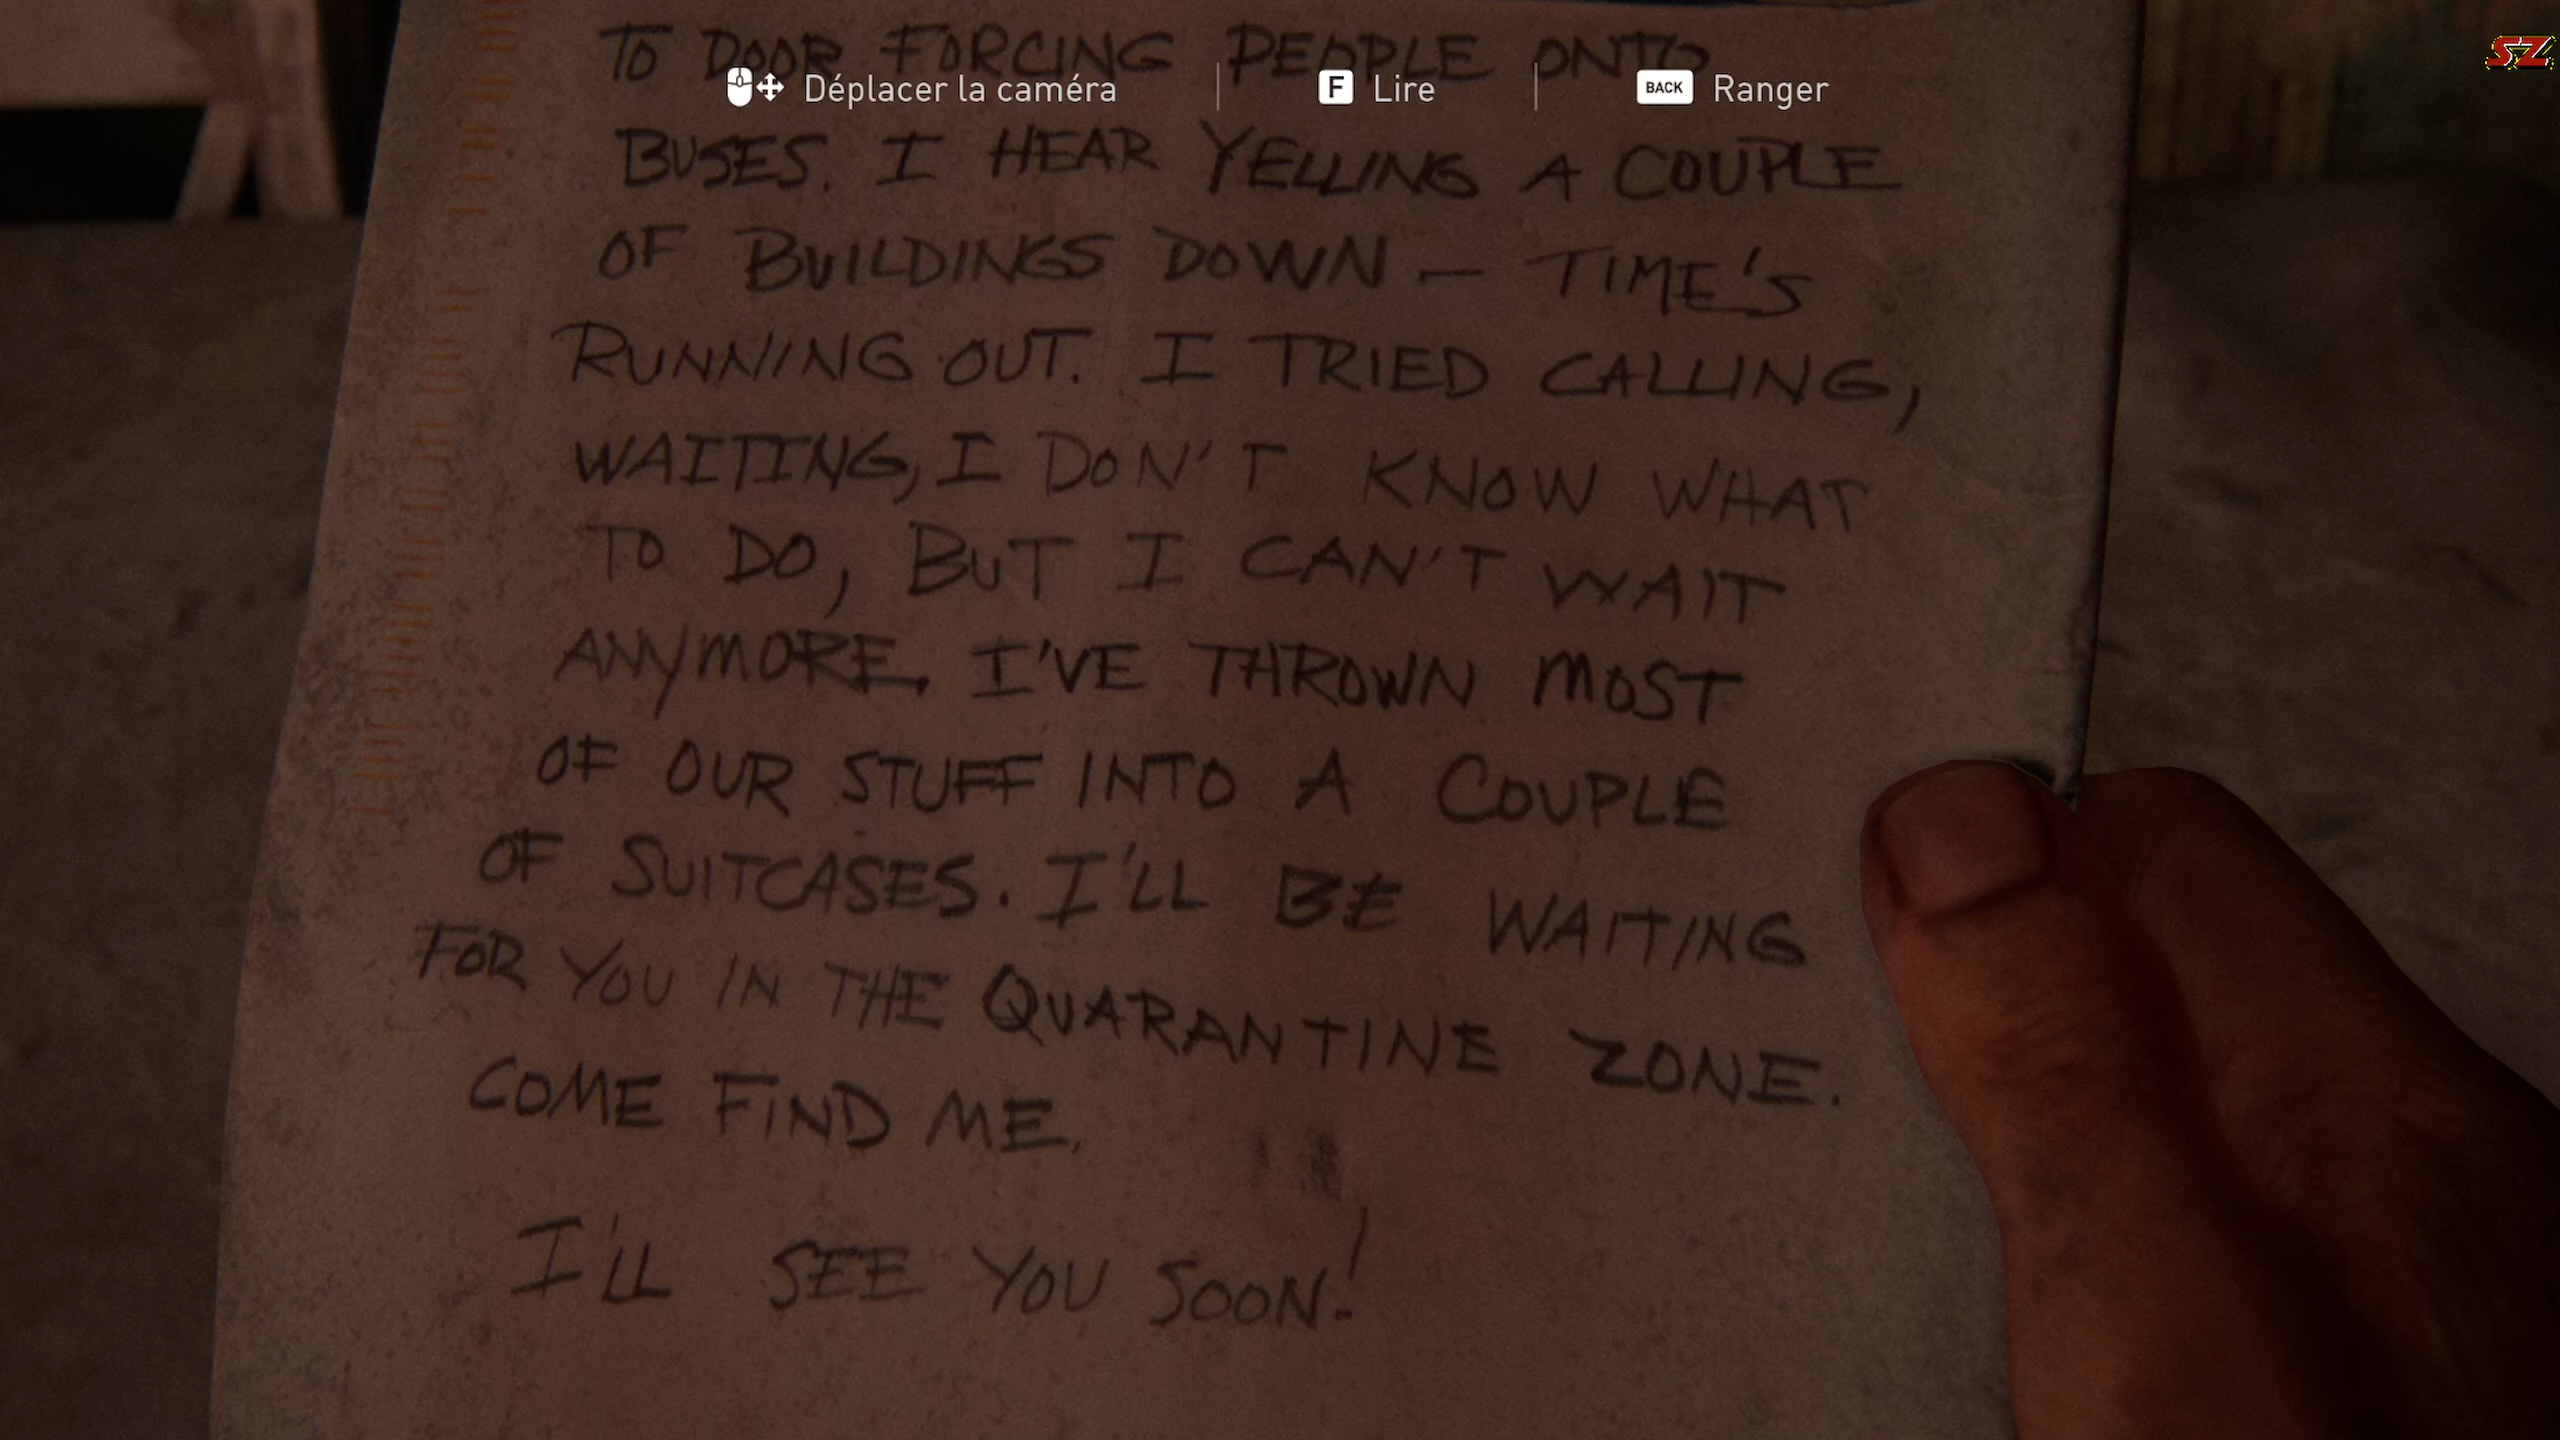 TO DOOR FORCING PEOPLE ONTO
Déplacer la caméra F Lire BACK Ranger
SZ
BUSES. I HEAR YELLING A COUPLE
OF BUILDINGS DOWN – TIME'S
RUNNING OUT. I TRIED CALLING,
WAITING, I DON'T KNOW WHAT
TO DO, BUT I CAN'T WAIT
ANYMORE. I'VE THROWN MOST
OF OUR STUFF INTO A COUPLE
OF SUITCASES. I'LL BE WAITING
FOR YOU IN THE QUARANTINE ZONE.
COME FIND ME.
I'LL SEE YOU SOON!